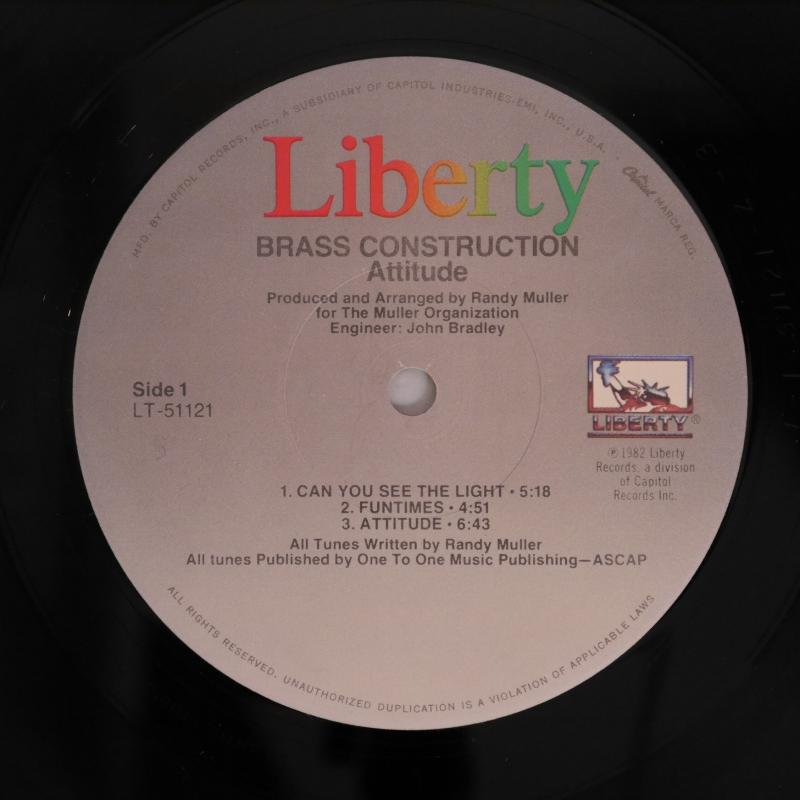 MFD. BY CAPITOL RECORDS, INC., A SUBSIDIARY OF CAPITOL INDUSTRIES-EMI, INC., U.S.A. • Capitol MARCA REG.
Liberty
BRASS CONSTRUCTION
Attitude
Produced and Arranged by Randy Muller
for The Muller Organization
Engineer: John Bradley
Side 1
LT-51121
LIBERTY®
℗ 1982 Liberty
Records, a division
of Capitol
Records Inc.
1. CAN YOU SEE THE LIGHT • 5:18
2. FUNTIMES • 4:51
3. ATTITUDE • 6:43
All Tunes Written by Randy Muller
All tunes Published by One To One Music Publishing—ASCAP
ALL RIGHTS RESERVED. UNAUTHORIZED DUPLICATION IS A VIOLATION OF APPLICABLE LAWS